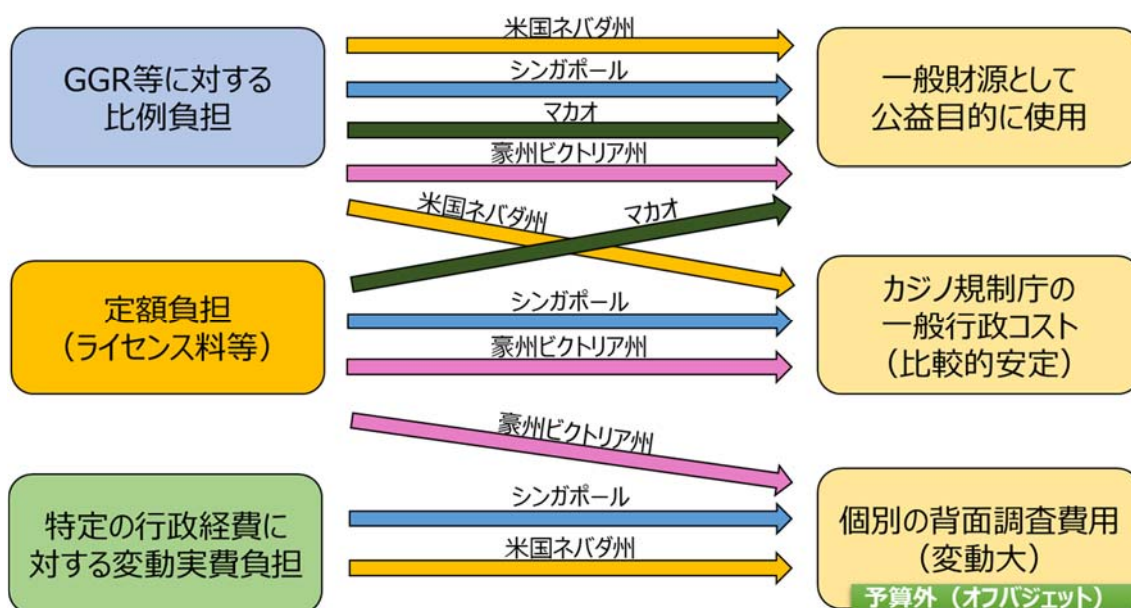 米国ネバダ州
GGR等に対する
比例負担
シンガポール
マカオ
豪州ビクトリア州
一般財源として
公益目的に使用
米国ネバダ州
マカオ
定額負担
（ライセンス料等）
シンガポール
豪州ビクトリア州
カジノ規制庁の
一般行政コスト
（比較的安定）
豪州ビクトリア州
特定の行政経費に
対する変動実費負担
シンガポール
米国ネバダ州
個別の背面調査費用
（変動大）
予算外（オフバジェット）